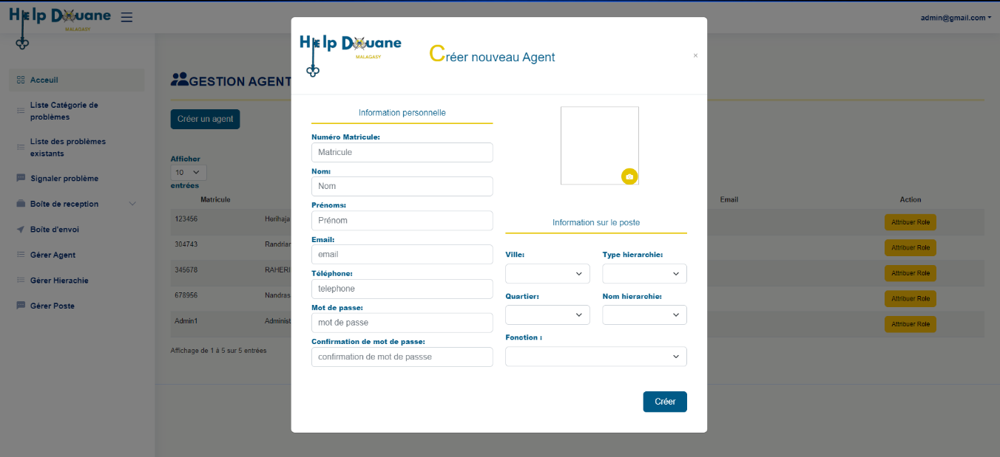 Help Douane
MALAGASY
admin@gmail.com
Acceuil
Liste Catégorie de
problèmes
Liste des problèmes
existants
Signaler problème
Boîte de reception
Boîte d'envoi
Gérer Agent
Gérer Hierachie
Gérer Poste
GESTION AGENT
Créer un agent
Afficher
10
entrées
Matricule
Email
Action
123456
Herihaja
Attribuer Role
304743
Randrian
Attribuer Role
345678
RAHERI
Attribuer Role
678956
Nandras
Attribuer Role
Admin1
Administ
Attribuer Role
Affichage de 1 à 5 sur 5 entrées
Help Douane
MALAGASY
Créer nouveau Agent
×
Information personnelle
Numéro Matricule:
Matricule
Nom:
Nom
Prénoms:
Prénom
Email:
email
Téléphone:
telephone
Mot de passe:
mot de passe
Confirmation de mot de passe:
confirmation de mot de passse
Information sur le poste
Ville:
Type hierarchie:
Quartier:
Nom hierarchie:
Fonction :
Créer